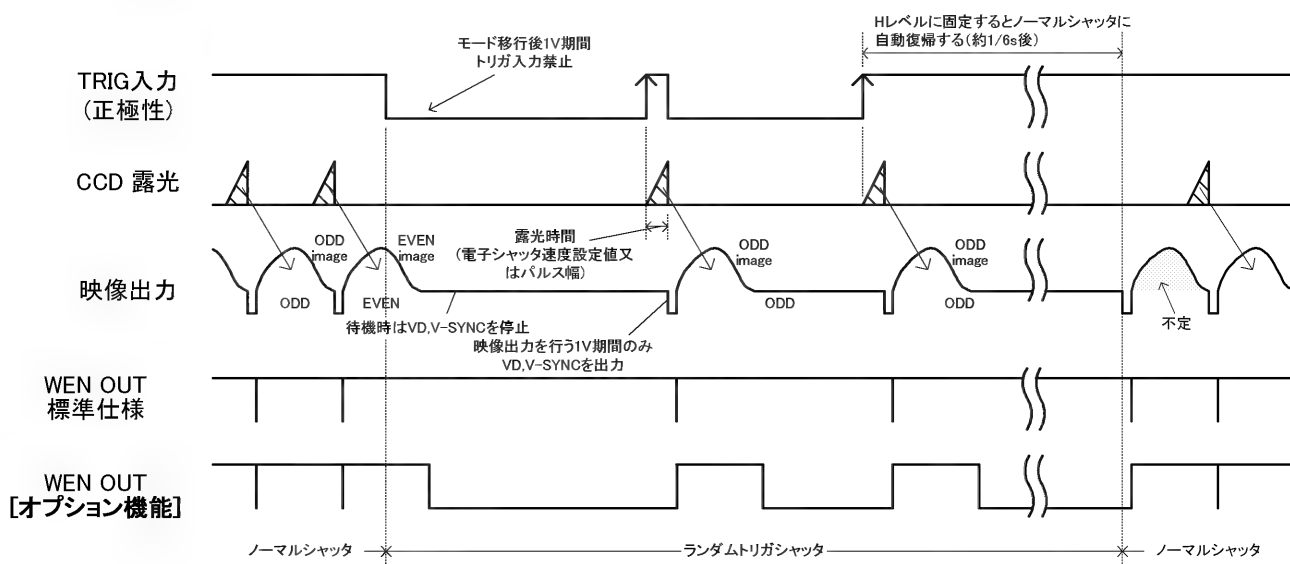 Hレベルに固定するとノーマルシャッタに
自動復帰する(約1/6s後)
モード移行後1V期間
トリガ入力禁止
TRIG入力
(正極性)
CCD 露光
露光時間
(電子シャッタ速度設定値又
はパルス幅)
ODD
image
EVEN
image
ODD
image
ODD
image
映像出力
ODD
EVEN
ODD
ODD
待機時はVD,V-SYNCを停止
映像出力を行う1V期間のみ
VD,V-SYNCを出力
不定
WEN OUT
標準仕様
WEN OUT
[オプション機能]
ノーマルシャッタ
ランダムトリガシャッタ
ノーマルシャッタ